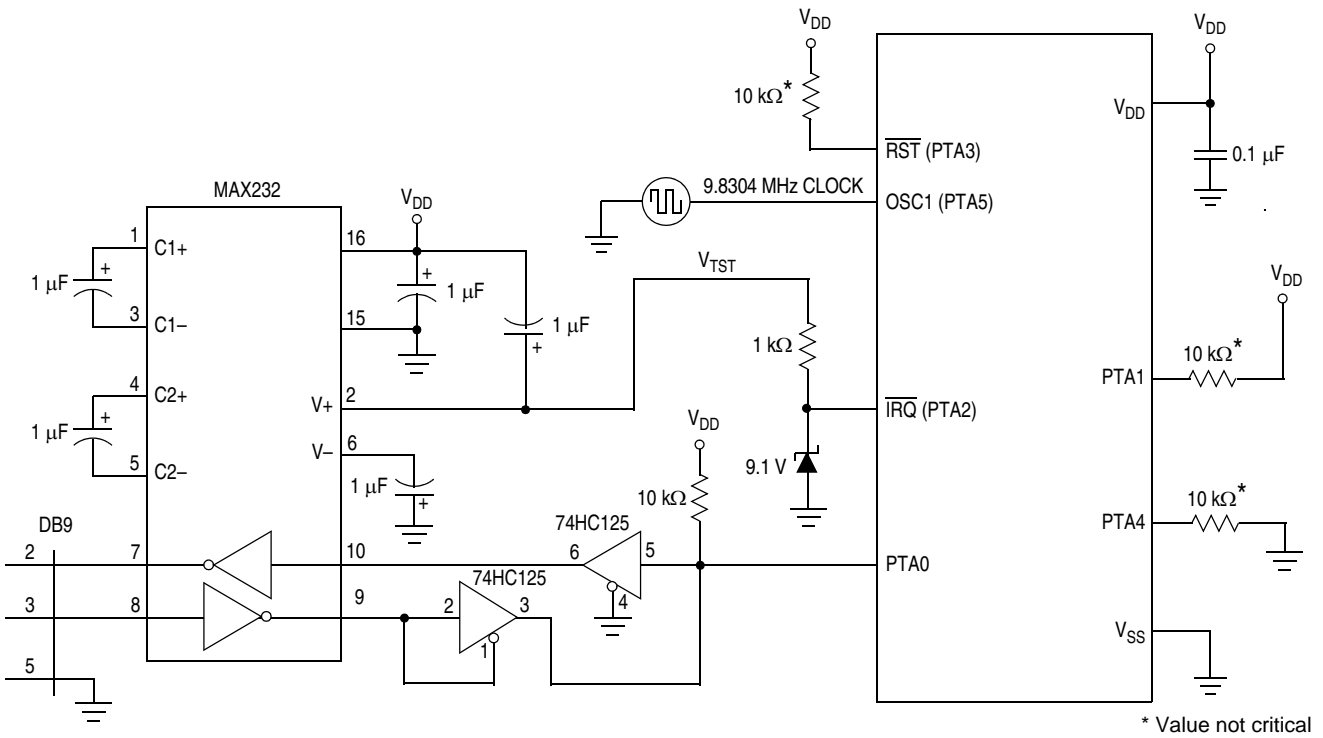 MAX232
1
C1+
1 µF
+
3
C1–
4
C2+
1 µF
+
5
C2–
16
VDD
+
1 µF
15
1 µF
+
V+
2
V–
6
1 µF
+
DB9
2
7
10
3
8
9
5
74HC125
6
5
4
74HC125
2
3
1
VDD
10 kΩ
VTST
1 kΩ
9.1 V
9.8304 MHz CLOCK
VDD
10 kΩ*
RST (PTA3)
OSC1 (PTA5)
IRQ (PTA2)
PTA0
VDD
VDD
0.1 µF
VDD
10 kΩ*
PTA1
10 kΩ*
PTA4
VSS
* Value not critical